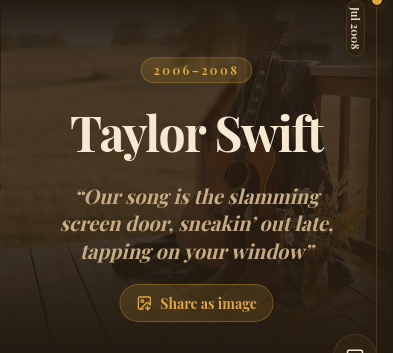 Jul 2008
2006–2008
Taylor Swift
“Our song is the slamming
screen door, sneakin’ out late,
tapping on your window”
Share as image